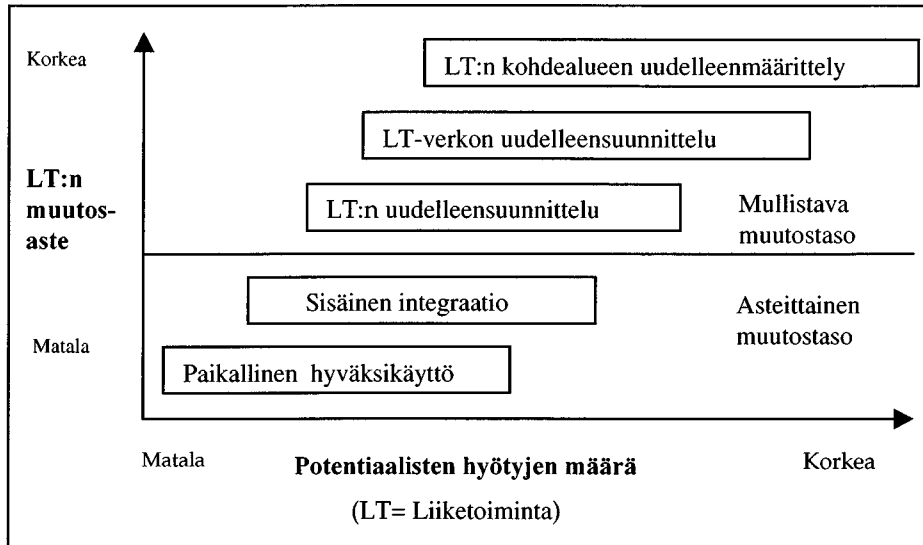 Korkea
LT:n kohdealueen uudelleenmäärittely
LT-verkon uudelleensuunnittelu
LT:n
muutos-
aste
LT:n uudelleensuunnittelu
Mullistava
muutostaso
Sisäinen integraatio
Asteittainen
muutostaso
Matala
Paikallinen hyväksikäyttö
Matala
Potentiaalisten hyötyjen määrä
Korkea
(LT= Liiketoiminta)